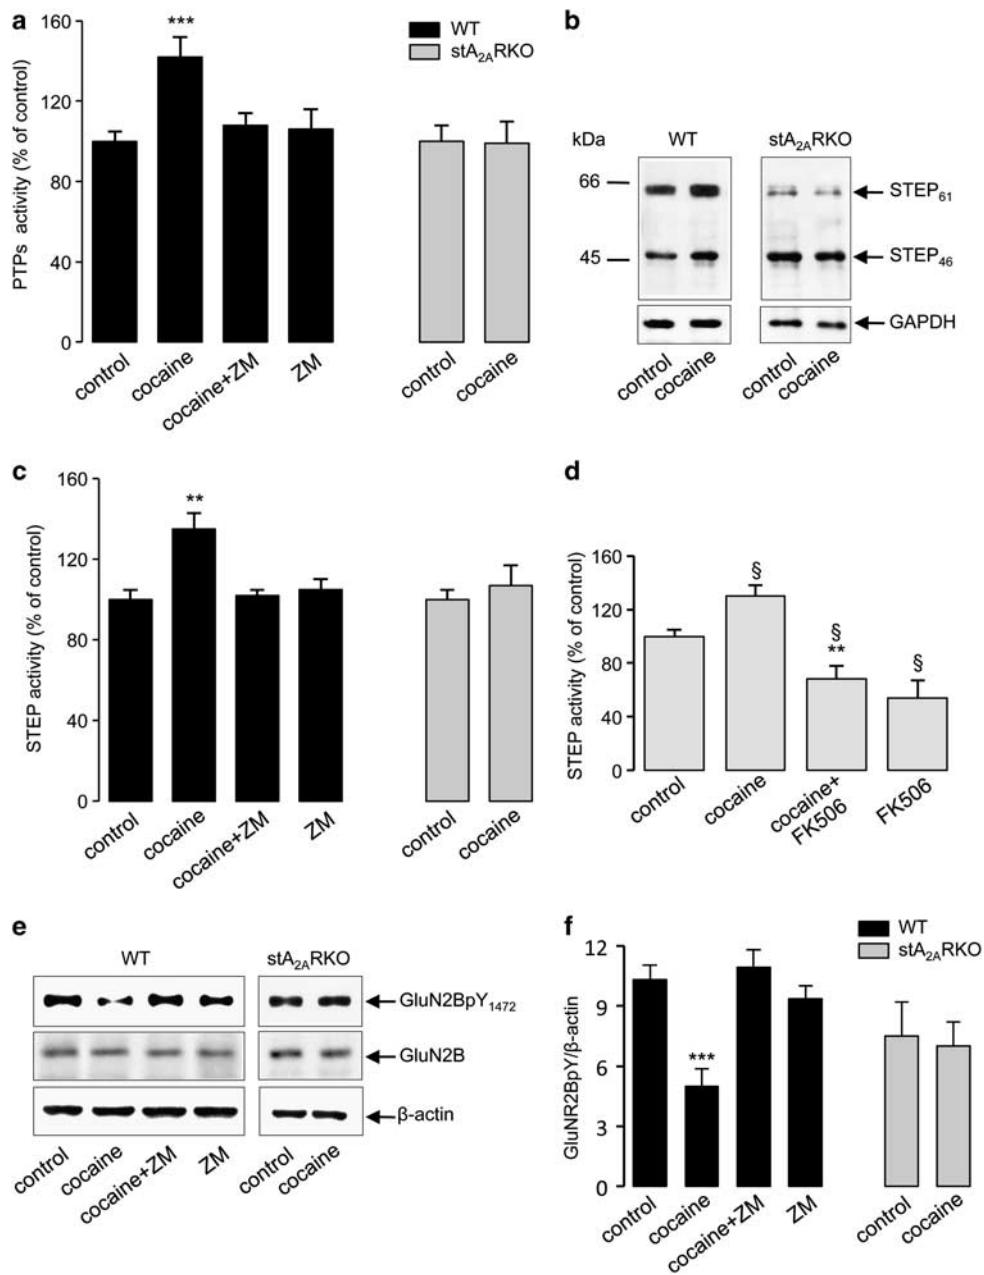 a
PTPs activity (% of control)
160
120
80
40
0
***
WT
stA2ARKO
control
cocaine
cocaine+ZM
ZM
control
cocaine
b
kDa
WT
stA2ARKO
66
45
STEP61
STEP46
GAPDH
control
cocaine
control
cocaine
c
STEP activity (% of control)
160
120
80
40
0
**
control
cocaine
cocaine+ZM
ZM
control
cocaine
d
STEP activity (% of control)
160
120
80
40
0
§
§
**
§
control
cocaine
cocaine+
FK506
FK506
e
WT
stA2ARKO
GluN2BpY1472
GluN2B
β-actin
control
cocaine
cocaine+ZM
ZM
control
cocaine
f
GluNR2BpY/β-actin
12
9
6
3
0
***
WT
stA2ARKO
control
cocaine
cocaine+ZM
ZM
control
cocaine